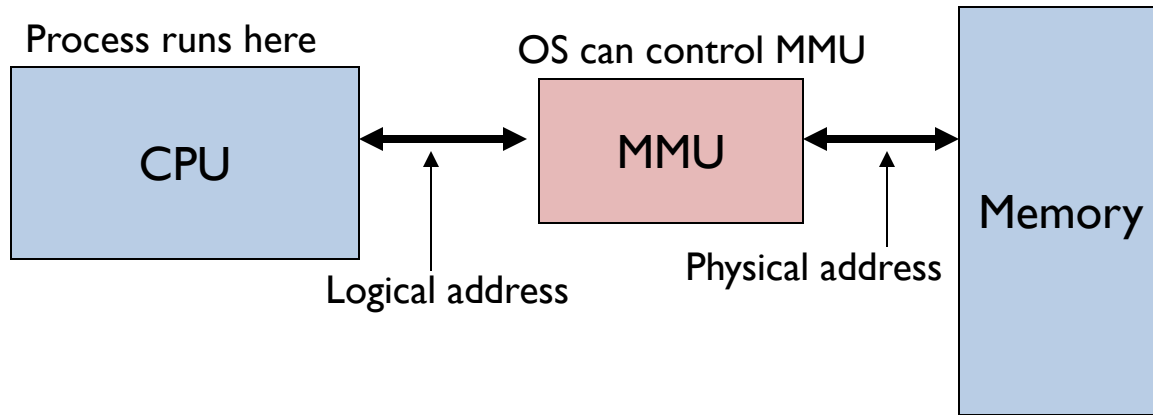 Process runs here
OS can control MMU
CPU
MMU
Memory
Logical address
Physical address